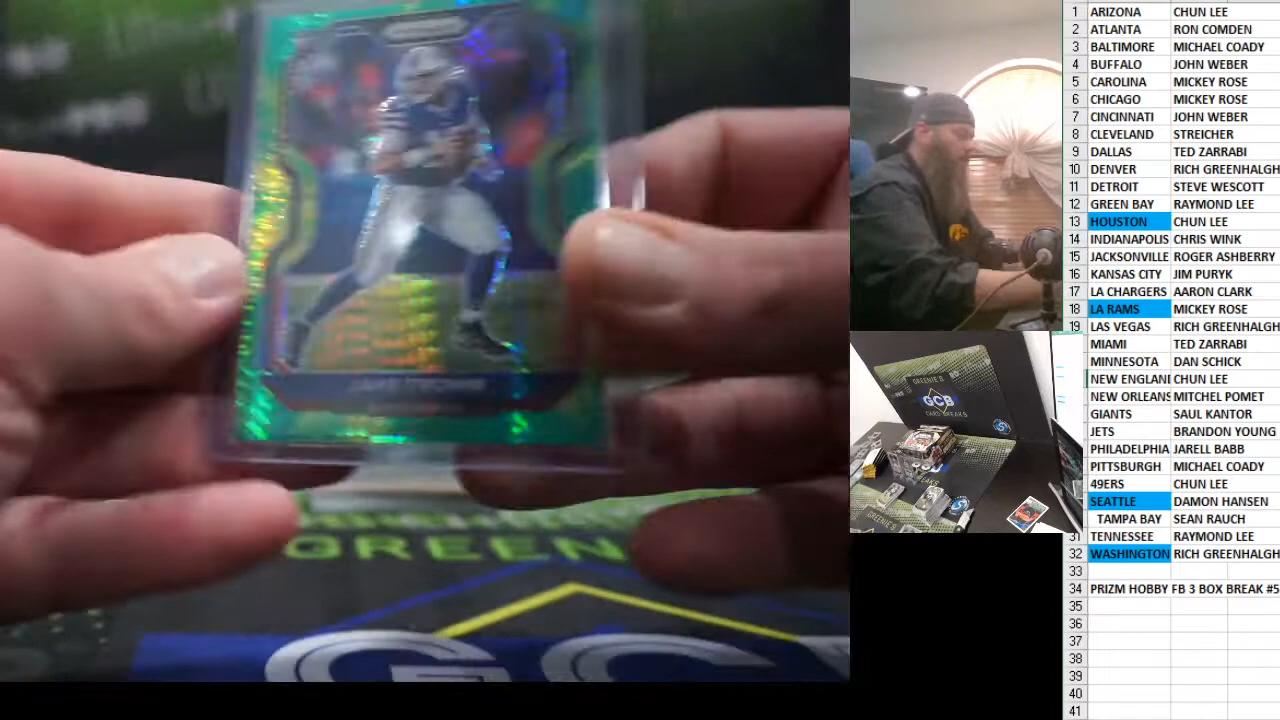 1 ARIZONA CHUN LEE
2 ATLANTA RON COMDEN
3 BALTIMORE MICHAEL COADY
4 BUFFALO JOHN WEBER
5 CAROLINA MICKEY ROSE
6 CHICAGO MICKEY ROSE
7 CINCINNATI JOHN WEBER
8 CLEVELAND STREICHER
9 DALLAS TED ZARRABI
10 DENVER RICH GREENHALGH
11 DETROIT STEVE WESCOTT
12 GREEN BAY RAYMOND LEE
13 HOUSTON CHUN LEE
14 INDIANAPOLIS CHRIS WINK
15 JACKSONVILLE ROGER ASHBERRY
16 KANSAS CITY JIM PURYK
17 LA CHARGERS AARON CLARK
18 LA RAMS MICKEY ROSE
19 LAS VEGAS RICH GREENHALGH
MIAMI TED ZARRABI
MINNESOTA DAN SCHICK
NEW ENGLAN CHUN LEE
NEW ORLEANS MITCHEL POMET
GIANTS SAUL KANTOR
JETS BRANDON YOUNG
PHILADELPHIA JARELL BABB
PITTSBURGH MICHAEL COADY
49ERS CHUN LEE
SEATTLE DAMON HANSEN
TAMPA BAY SEAN RAUCH
31 TENNESSEE RAYMOND LEE
32 WASHINGTON RICH GREENHALGH
33
34 PRIZM HOBBY FB 3 BOX BREAK #5
35
36
37
38
39
40
41
GREENIE'S
GCB
CARD BREAKS
GREEN
GC